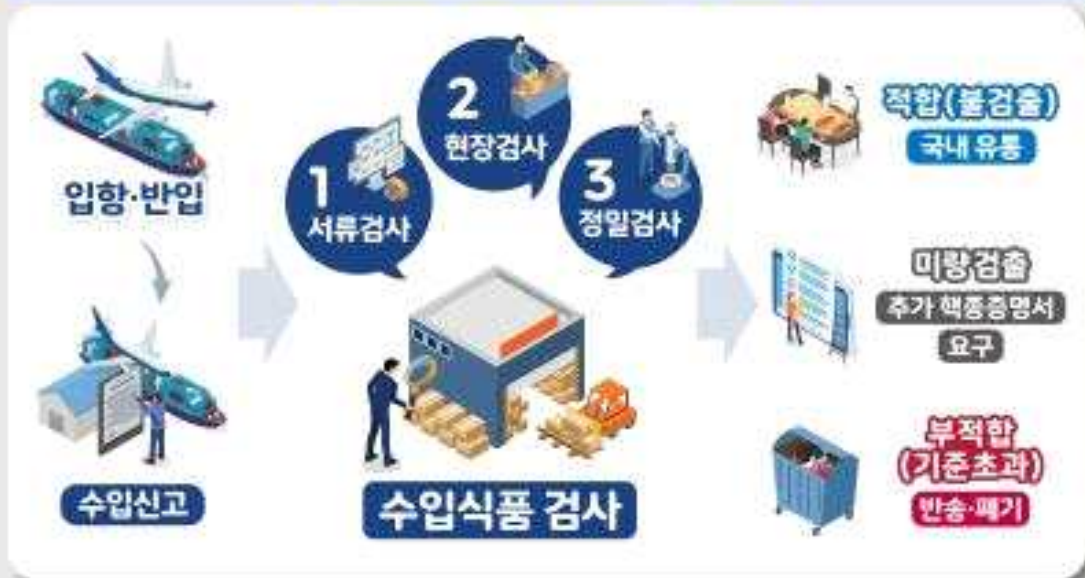 입항·반입
수입신고
1
서류검사
2
현장검사
3
정밀검사
수입식품 검사
적합(불검출)
국내 유통
미량검출
추가 핵종증명서
요구
부적합
(기준초과)
반송·폐기